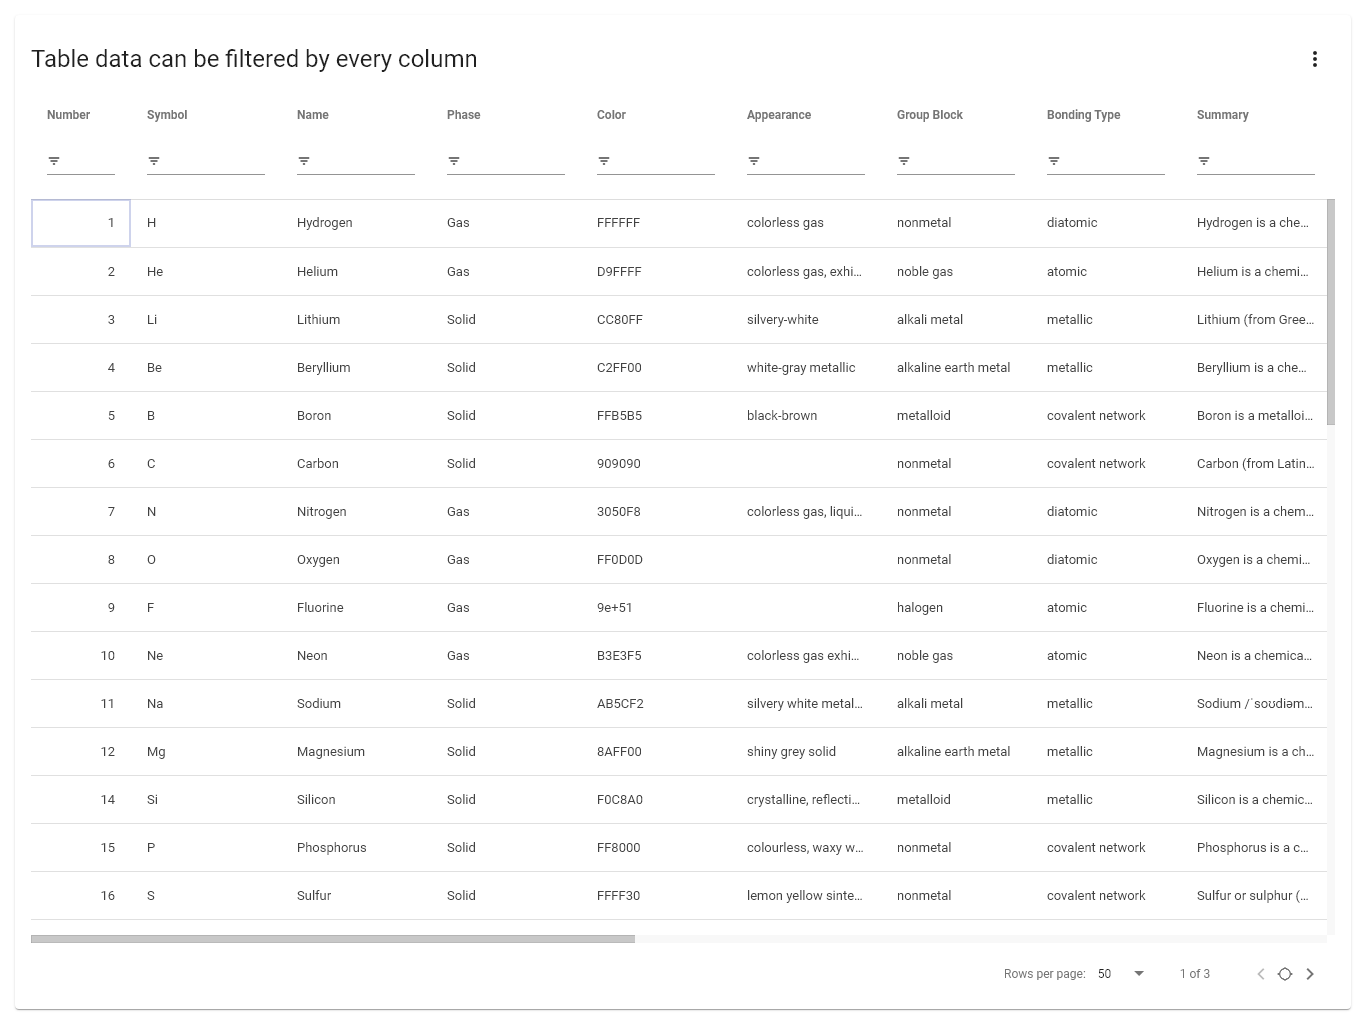 Table data can be filtered by every column
Number Symbol Name Phase Color Appearance Group Block Bonding Type Summary
1 H Hydrogen Gas FFFFFF colorless gas nonmetal diatomic Hydrogen is a che...
2 He Helium Gas D9FFFF colorless gas, exhi... noble gas atomic Helium is a chemi...
3 Li Lithium Solid CC80FF silvery-white alkali metal metallic Lithium (from Gree...
4 Be Beryllium Solid C2FF00 white-gray metallic alkaline earth metal metallic Beryllium is a che...
5 B Boron Solid FFB5B5 black-brown metalloid covalent network Boron is a metalloi...
6 C Carbon Solid 909090 nonmetal covalent network Carbon (from Latin...
7 N Nitrogen Gas 3050F8 colorless gas, liqui... nonmetal diatomic Nitrogen is a chem...
8 O Oxygen Gas FF0D0D nonmetal diatomic Oxygen is a chemi...
9 F Fluorine Gas 9e+51 halogen atomic Fluorine is a chemi...
10 Ne Neon Gas B3E3F5 colorless gas exhi... noble gas atomic Neon is a chemica...
11 Na Sodium Solid AB5CF2 silvery white metal... alkali metal metallic Sodium /ˈsoʊdiəm...
12 Mg Magnesium Solid 8AFF00 shiny grey solid alkaline earth metal metallic Magnesium is a ch...
14 Si Silicon Solid F0C8A0 crystalline, reflecti... metalloid metallic Silicon is a chemic...
15 P Phosphorus Solid FF8000 colourless, waxy w... nonmetal covalent network Phosphorus is a c...
16 S Sulfur Solid FFFF30 lemon yellow sinte... nonmetal covalent network Sulfur or sulphur (...
Rows per page: 50 1 of 3